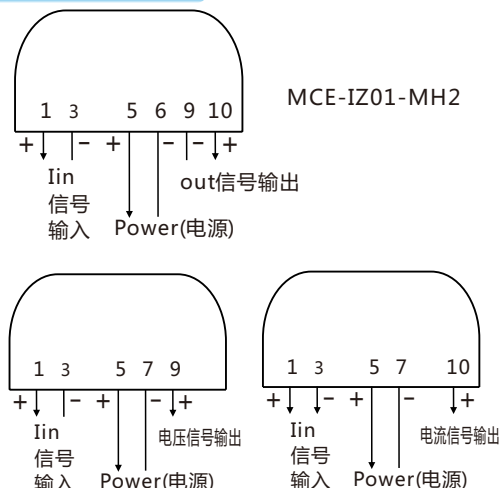 MCE-IZ01-MH2
1 3 5 6 9 10
+ - + - - +
Iin
信号
输入
out信号输出
Power(电源)
1 3 5 7 9
+ - + - +
Iin
信号
输入
电压信号输出
Power(电源)
1 3 5 7 10
+ - + - +
Iin
信号
输入
电流信号输出
Power(电源)